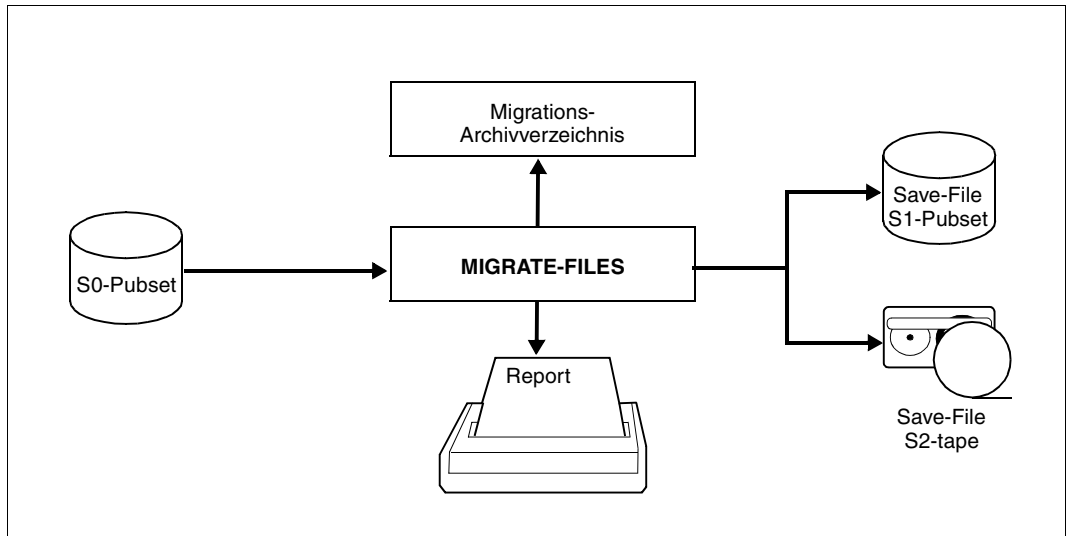 Migrations-
Archivverzeichnis
Save-File
S1-Pubset
S0-Pubset
MIGRATE-FILES
Report
Save-File
S2-tape